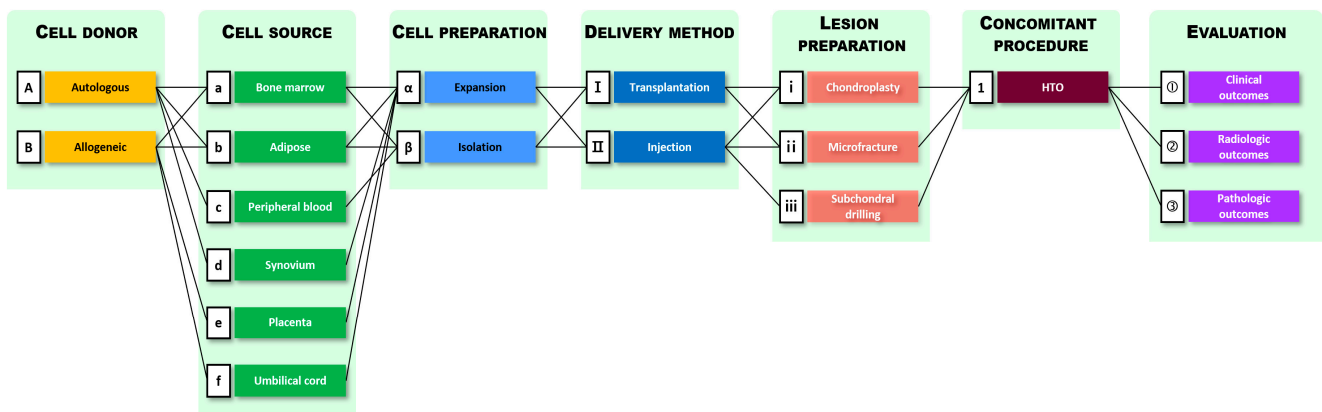 CELL DONOR
A Autologous
B Allogeneic
CELL SOURCE
a Bone marrow
b Adipose
c Peripheral blood
d Synovium
e Placenta
f Umbilical cord
CELL PREPARATION
α Expansion
β Isolation
DELIVERY METHOD
I Transplantation
II Injection
LESION
PREPARATION
i Chondroplasty
ii Microfracture
iii Subchondral
drilling
CONCOMITANT
PROCEDURE
1 HTO
EVALUATION
① Clinical
outcomes
② Radiologic
outcomes
③ Pathologic
outcomes